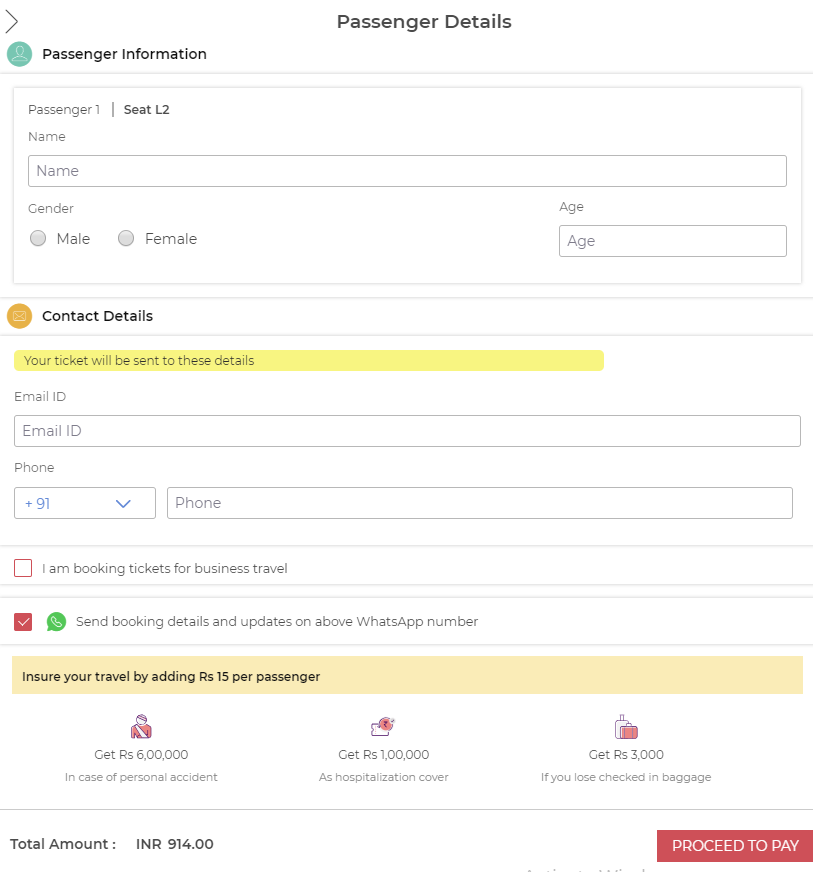 Passenger Details
Passenger Information
Passenger 1 | Seat L2
Name
Name
Gender
Age
Male
Female
Age
Contact Details
Your ticket will be sent to these details
Email ID
Email ID
Phone
+ 91
Phone
I am booking tickets for business travel
Send booking details and updates on above WhatsApp number
Insure your travel by adding Rs 15 per passenger
Get Rs 6,00,000
In case of personal accident
Get Rs 1,00,000
As hospitalization cover
Get Rs 3,000
If you lose checked in baggage
Total Amount : INR 914.00
PROCEED TO PAY